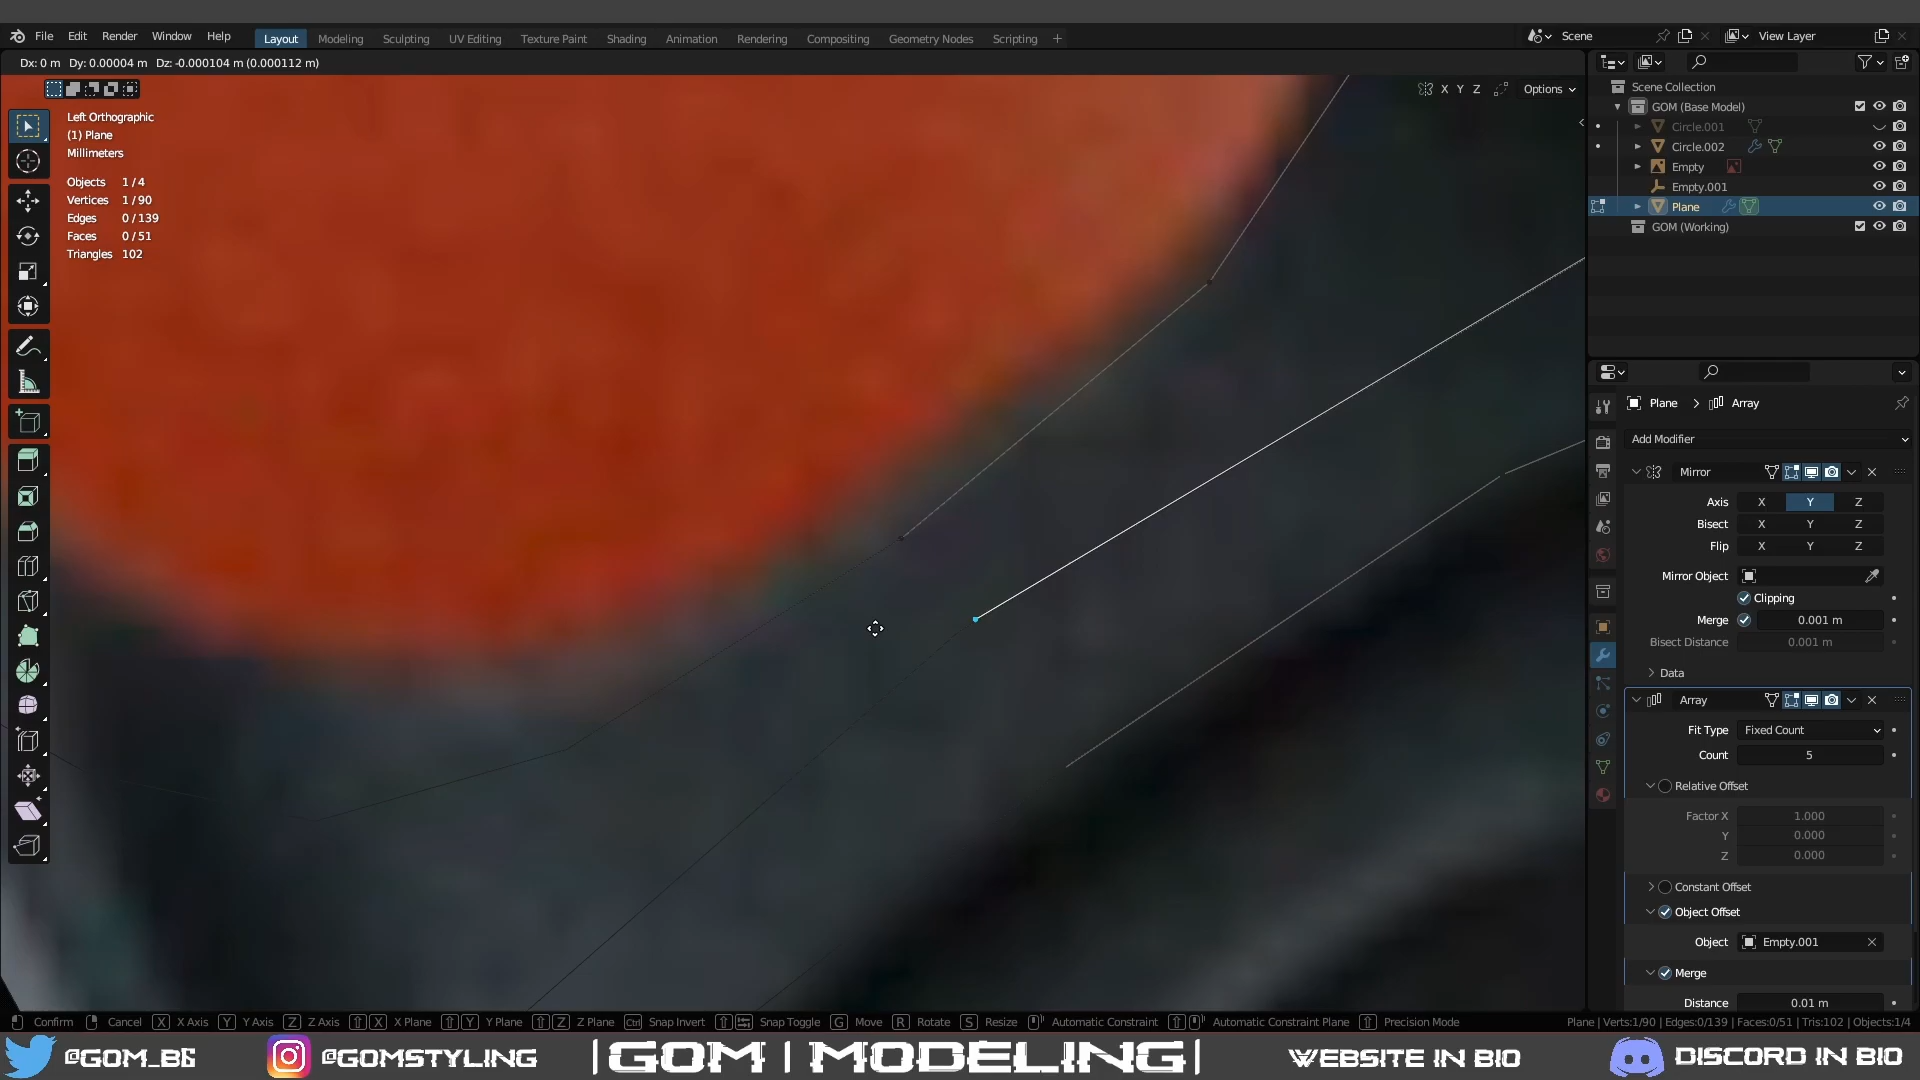 File Edit Render Window Help Layout Modeling Sculpting UV Editing Texture Paint Shading Animation Rendering Compositing Geometry Nodes Scripting + Scene View Layer
Dx: 0 m Dy: 0.00004 m Dz: -0.000104 m (0.000112 m)
X Y Z Options
Left Orthographic
(1) Plane
Millimeters
Objects 1/4
Vertices 1/90
Edges 0/139
Faces 0/51
Triangles 102
Scene Collection
GOM (Base Model)
Circle.001
Circle.002
Empty
Empty.001
Plane
GOM (Working)
Plane > Array
Add Modifier
Mirror
Axis X Y Z
Bisect X Y Z
Flip X Y Z
Mirror Object
Clipping
Merge 0.001 m
Bisect Distance 0.001 m
Data
Array
Fit Type Fixed Count
Count 5
Relative Offset
Factor X 1.000
Y 0.000
Z 0.000
Constant Offset
Object Offset
Object Empty.001
Merge
Distance 0.01 m
Confirm Cancel X X Axis Y Y Axis Z Z Axis X X Plane Y Y Plane Z Z Plane Ctrl Snap Invert Snap Toggle G Move R Rotate S Resize Automatic Constraint Automatic Constraint Plane Precision Mode Plane | Verts:1/90 | Edges:0/139 | Faces:0/51 | Tris:102 | Objects:1/4
@GOM_B6 @GOMSTYLING |GOM | MODELING| WEBSITE IN BIO DISCORD IN BIO